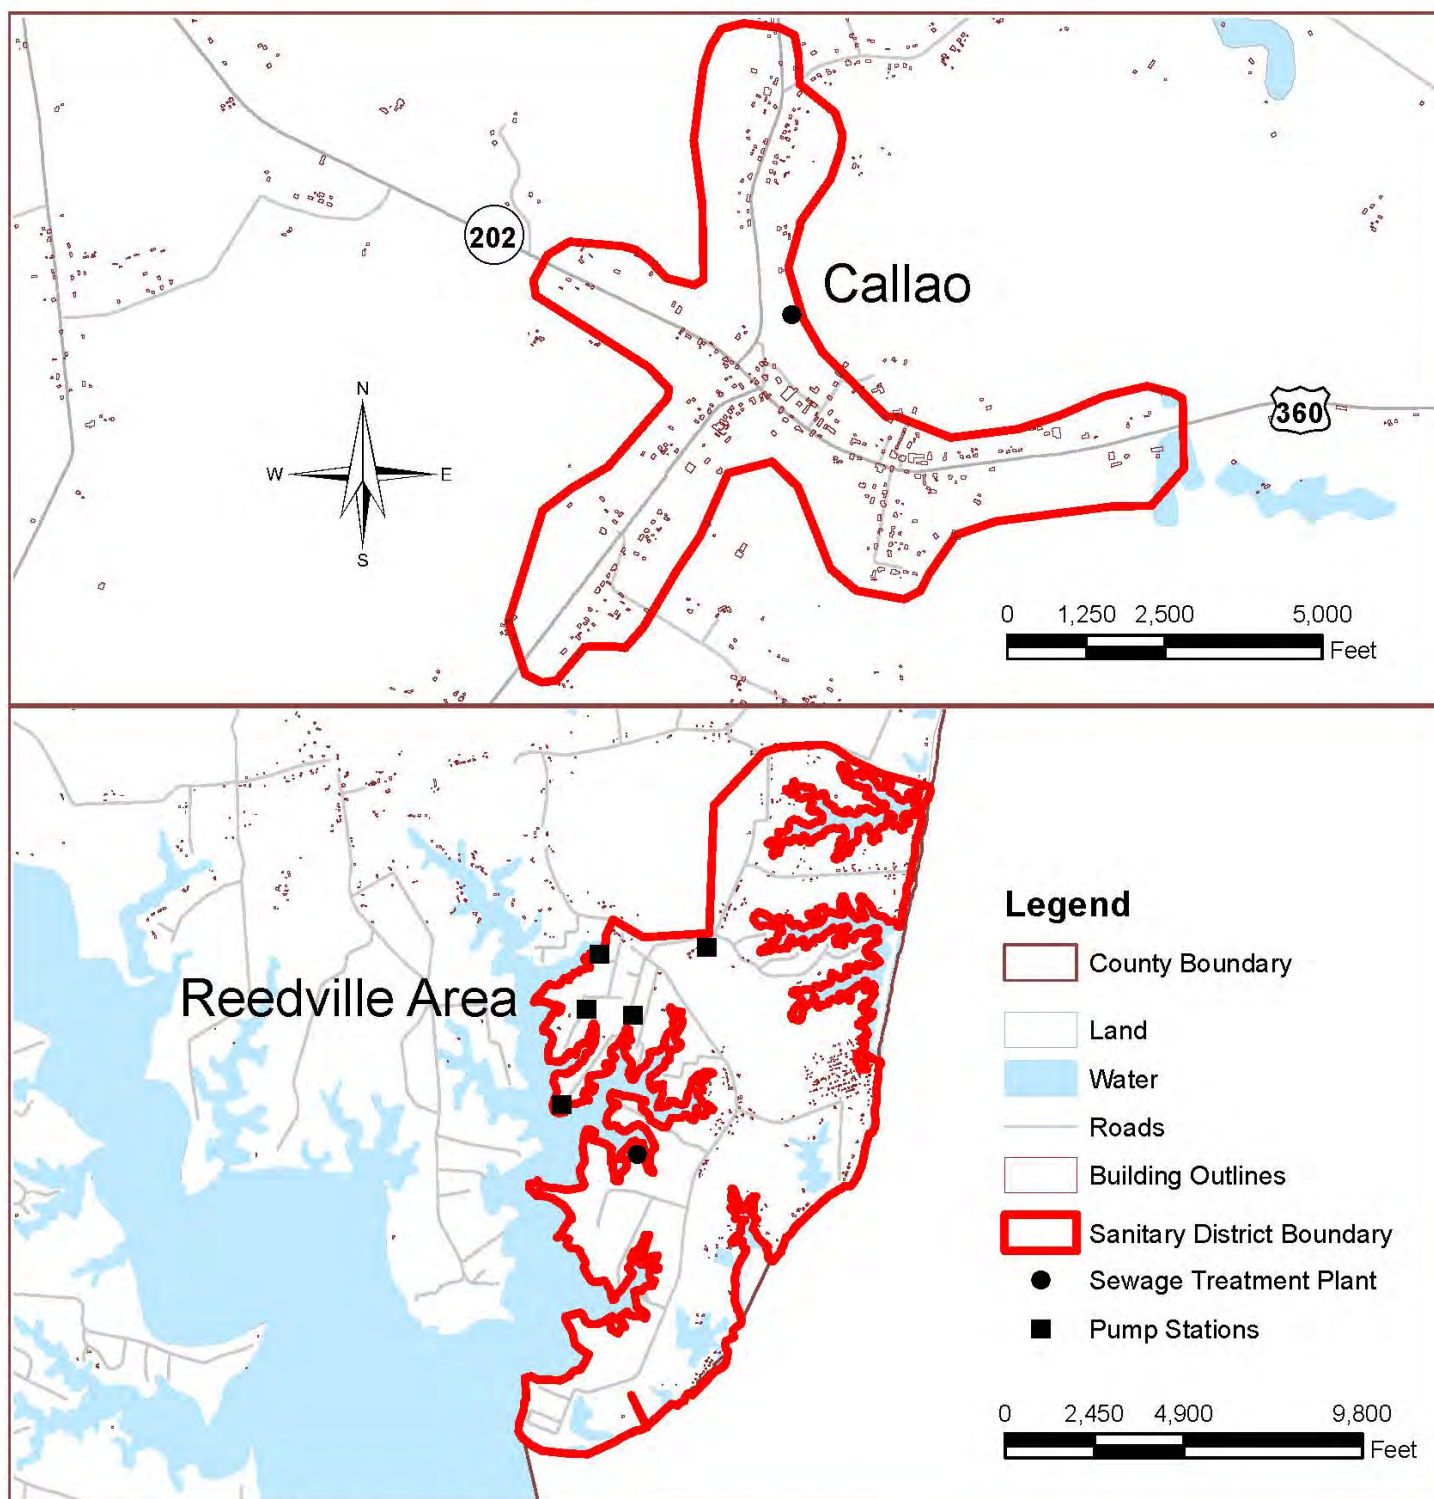 202
Callao
360
N
W E
S
0 1,250 2,500 5,000
Feet
Reedville Area
Legend
County Boundary
Land
Water
Roads
Building Outlines
Sanitary District Boundary
Sewage Treatment Plant
Pump Stations
0 2,450 4,900 9,800
Feet